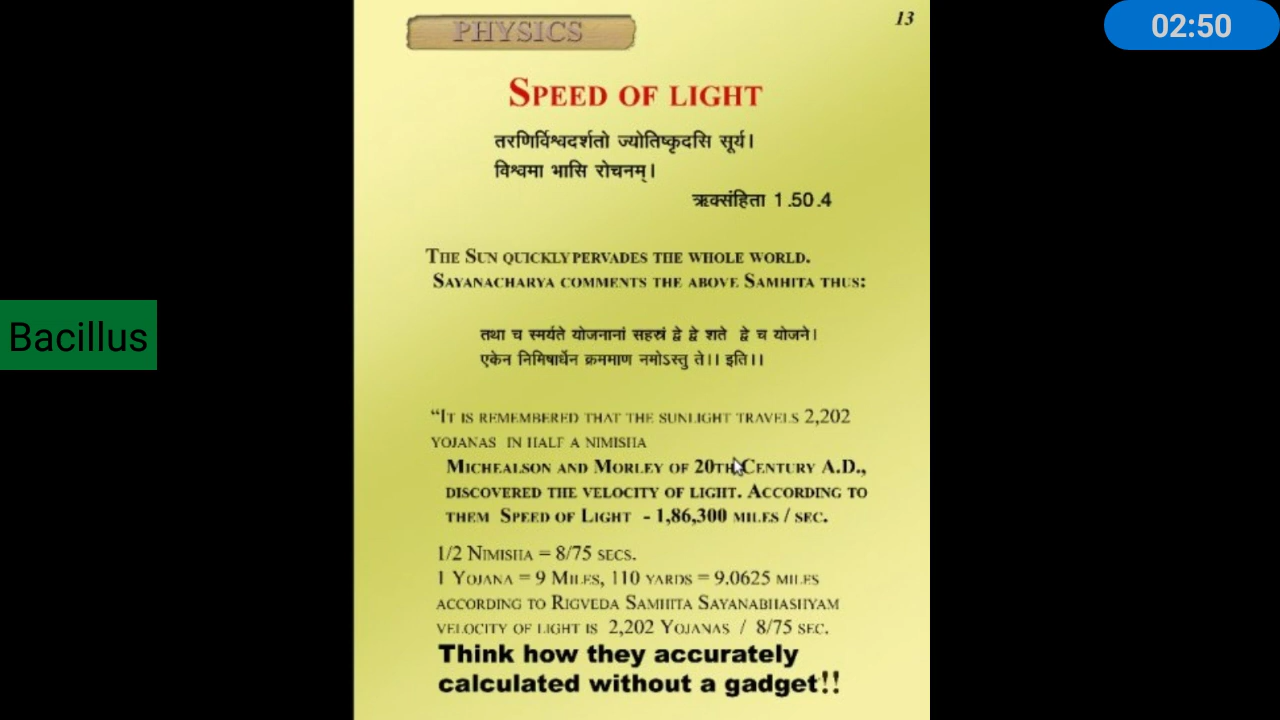 PHYSICS
13
02:50
SPEED OF LIGHT
तरणिर्विश्वदर्शतो ज्योतिष्कृदसि सूर्य।
विश्वमा भासि रोचनम्।
ऋक्संहिता 1.50.4
THE SUN QUICKLY PERVADES THE WHOLE WORLD.
SAYANACHARYA COMMENTS THE ABOVE SAMHITA THUS:
Bacillus
तथा च स्मर्यते योजनानां सहस्रं द्वे द्वे शते द्वे च योजने।
एकेन निमिषार्धेन क्रममाण नमोऽस्तु ते।। इति।।
"IT IS REMEMBERED THAT THE SUNLIGHT TRAVELS 2,202
YOJANAS IN HALF A NIMISHA
MICHEALSON AND MORLEY OF 20TH CENTURY A.D.,
DISCOVERED THE VELOCITY OF LIGHT. ACCORDING TO
THEM SPEED OF LIGHT - 1,86,300 MILES / SEC.
1/2 NIMISHA = 8/75 SECS.
1 YOJANA = 9 MILES, 110 YARDS = 9.0625 MILES
ACCORDING TO RIGVEDA SAMHITA SAYANABHASHYAM
VELOCITY OF LIGHT IS 2,202 YOJANAS / 8/75 SEC.
Think how they accurately
calculated without a gadget!!